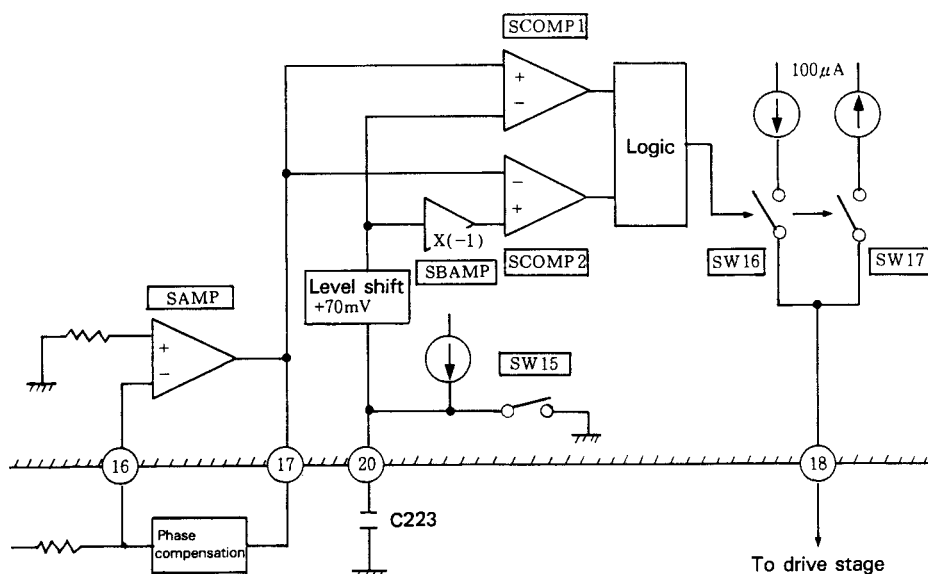 SCOMP1
100μA
+
−
Logic
−
+
X(-1)
SW16
SW17
SBAMP
SCOMP2
Level shift
+70mV
SAMP
+
−
SW15
16
17
20
18
C223
Phase
compensation
To drive stage